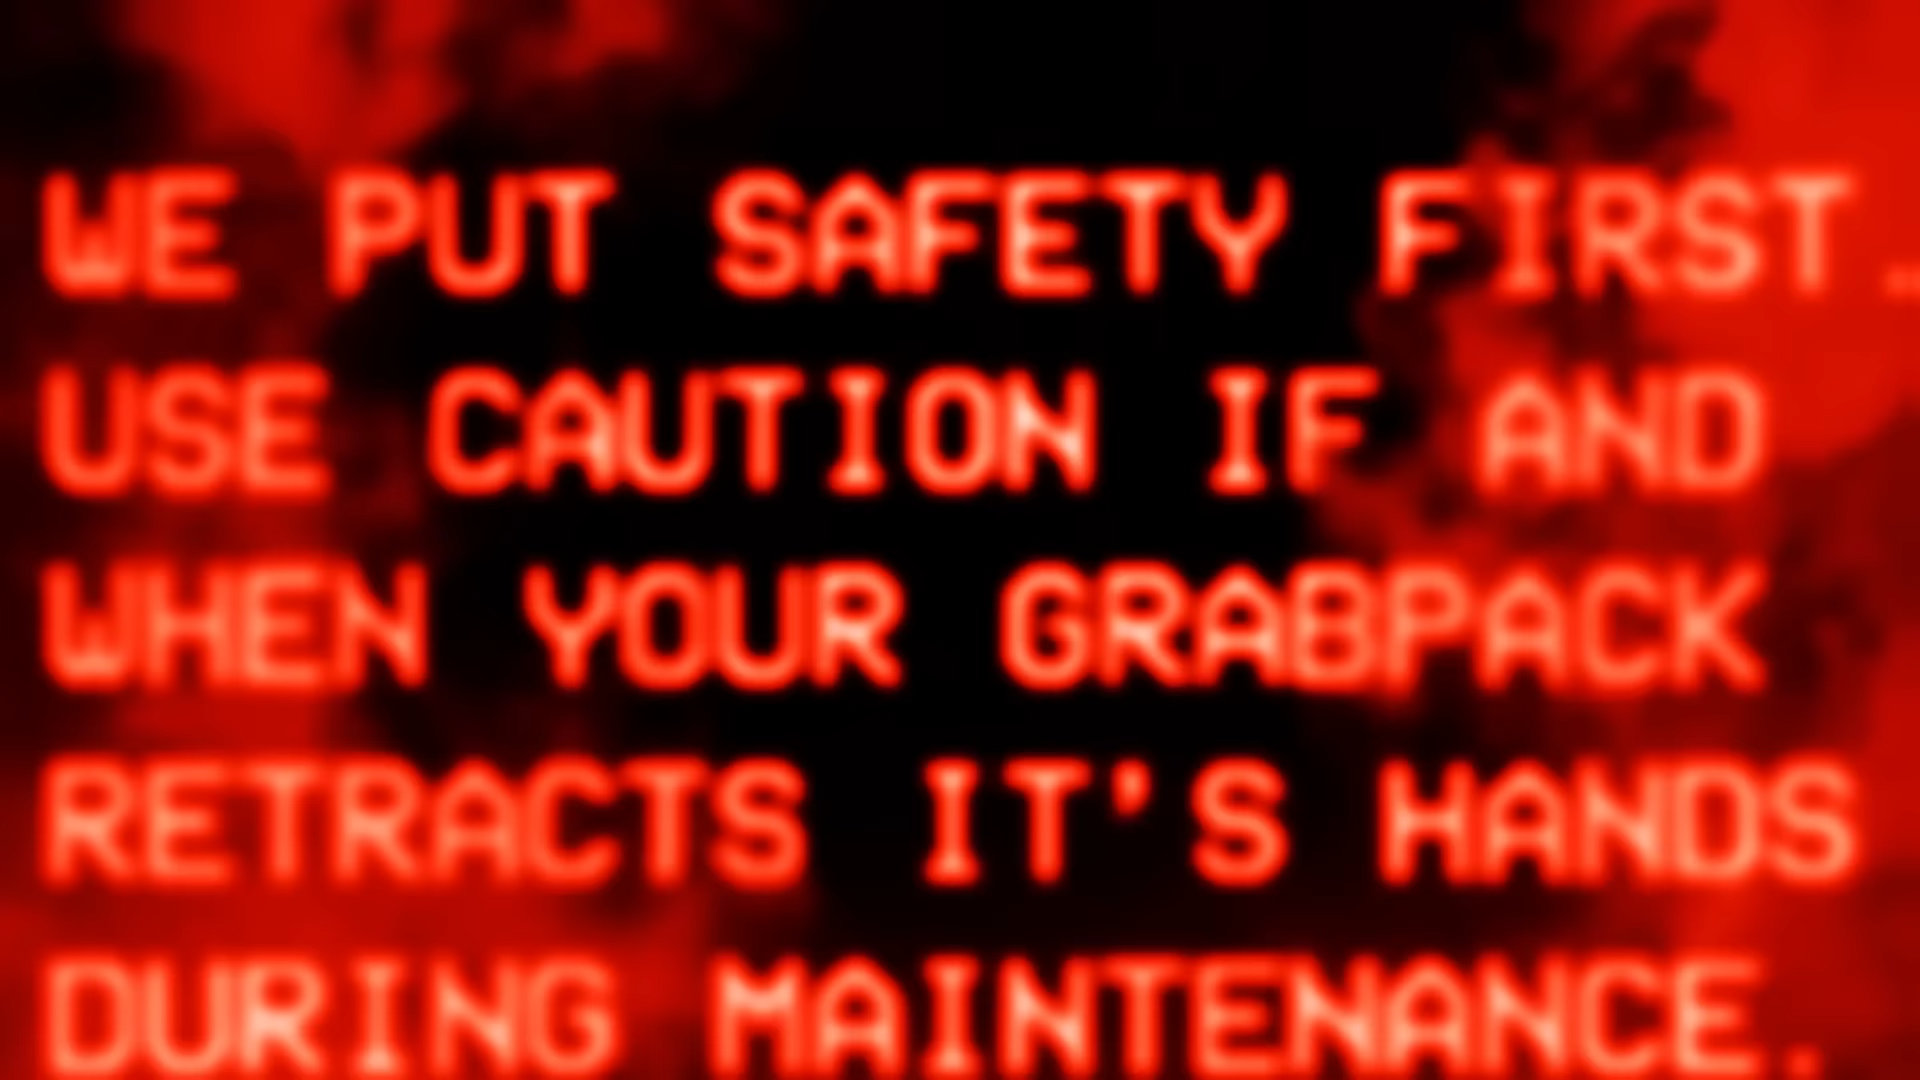 WE PUT SAFETY FIRST..
USE CAUTION IF AND
WHEN YOUR GRABPACK
RETRACTS IT'S HANDS
DURING MAINTENANCE.